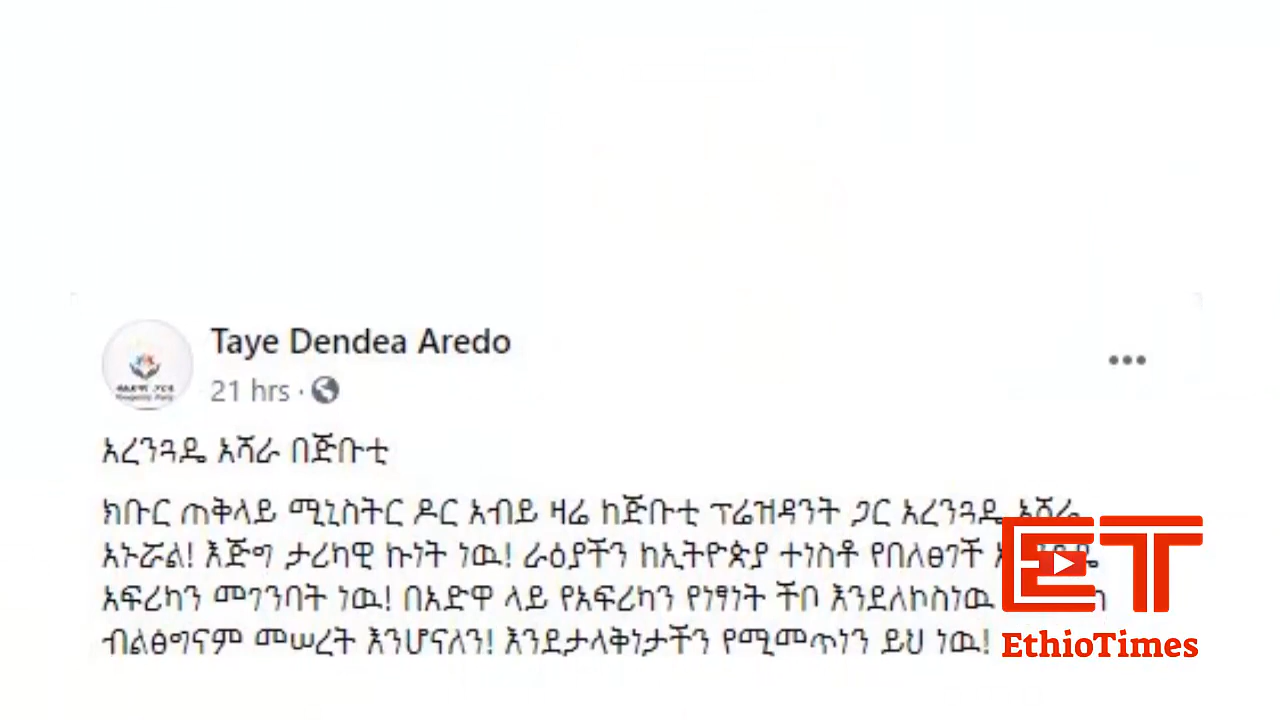 Taye Dendea Aredo
21 hrs ·
አረንጓዴ አሻራ በጅቡቲ
ክቡር ጠቅላይ ሚኒስትር ዶር አብይ ዛሬ ከጅቡቲ ፕሬዝዳንት ጋር አረንጓዴ አሻራ
አኑሯል! እጅግ ታሪካዊ ኩነት ነዉ! ራዕያችን ከኢትዮጵያ ተነስቶ የበለፀገች
አፍሪካን መገንባት ነዉ! በአድዋ ላይ የአፍሪካን የነፃነት ችቦ እንደለኮስነዉ
ብልፅግናም መሠረት እንሆናለን! እንደታላቅነታችን የሚመጥነን ይህ ነዉ!
ET
EthioTimes